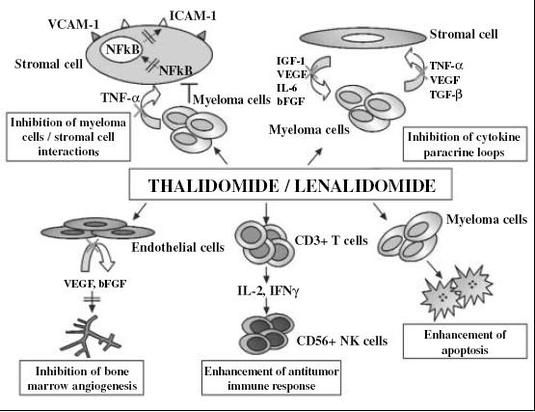 VCAM-1
ICAM-1
NFkB
NFkB
Stromal cell
TNF-α
Myeloma cells
Inhibition of myeloma
cells / stromal cell
interactions
Stromal cell
IGF-1
VEGE
IL-6
bFGF
TNF-α
VEGF
TGF-β
Myeloma cells
Inhibition of cytokine
paracrine loops
THALIDOMIDE / LENALIDOMIDE
Endothelial cells
VEGF, bFGF
Inhibition of bone
marrow angiogenesis
CD3+ T cells
IL-2, IFNγ
CD56+ NK cells
Enhancement of antitumor
immune response
Myeloma cells
Enhancement of
apoptosis